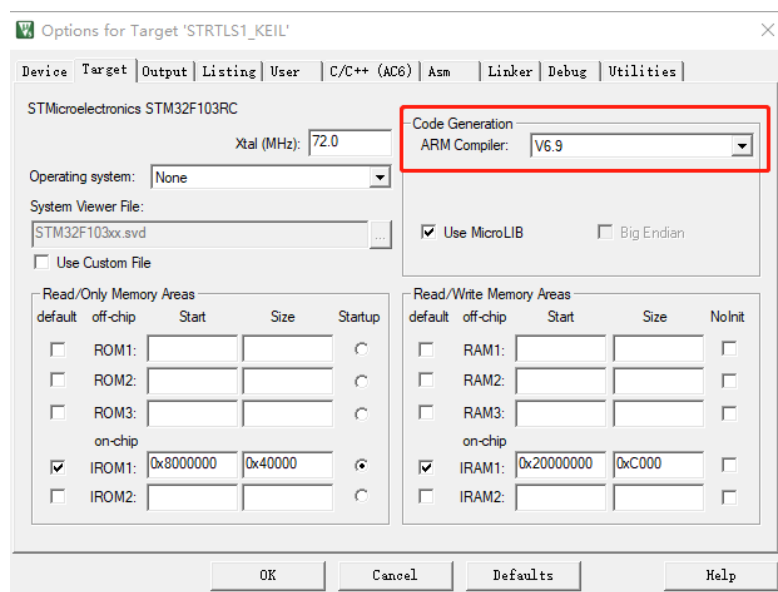 Options for Target 'STRTLS1_KEIL'
Device Target Output Listing User C/C++ (AC6) Asm Linker Debug Utilities
STMicroelectronics STM32F103RC
Xtal (MHz): 72.0
Operating system: None
System Viewer File:
STM32F103xx.svd ...
Use Custom File
Code Generation
ARM Compiler: V6.9
Use MicroLIB Big Endian
Read/Only Memory Areas
default off-chip Start Size Startup
ROM1:
ROM2:
ROM3:
on-chip
IROM1: 0x8000000 0x40000
IROM2:
Read/Write Memory Areas
default off-chip Start Size NoInit
RAM1:
RAM2:
RAM3:
on-chip
IRAM1: 0x20000000 0xC000
IRAM2:
OK Cancel Defaults Help